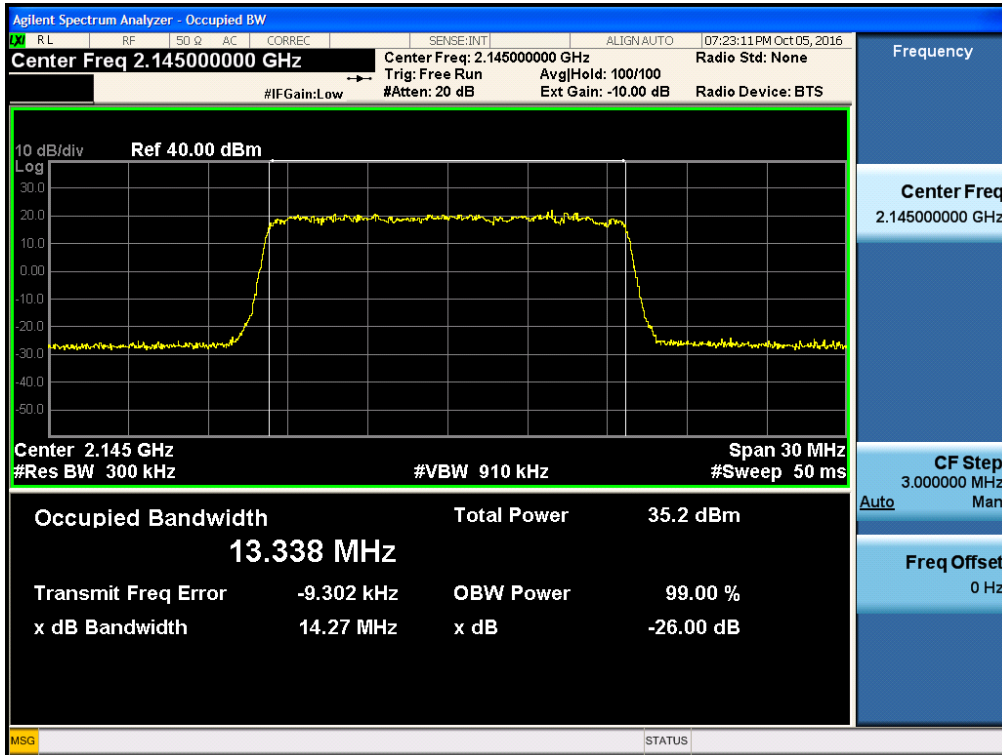 Agilent Spectrum Analyzer - Occupied BW
LXI RL RF 50 Ω AC CORREC SENSE:INT ALIGN AUTO 07:23:11 PM Oct 05, 2016
Center Freq 2.145000000 GHz
Center Freq: 2.145000000 GHz Radio Std: None
Trig: Free Run Avg|Hold: 100/100
#IFGain:Low #Atten: 20 dB Ext Gain: -10.00 dB Radio Device: BTS
10 dB/div Ref 40.00 dBm
Log
30.0
20.0
10.0
0.00
-10.0
-20.0
-30.0
-40.0
-50.0
Center 2.145 GHz Span 30 MHz
#Res BW 300 kHz #VBW 910 kHz #Sweep 50 ms
Occupied Bandwidth Total Power 35.2 dBm
13.338 MHz
Transmit Freq Error -9.302 kHz OBW Power 99.00 %
x dB Bandwidth 14.27 MHz x dB -26.00 dB
MSG STATUS
Frequency
Center Freq
2.145000000 GHz
CF Step
3.000000 MHz
Auto Man
Freq Offset
0 Hz